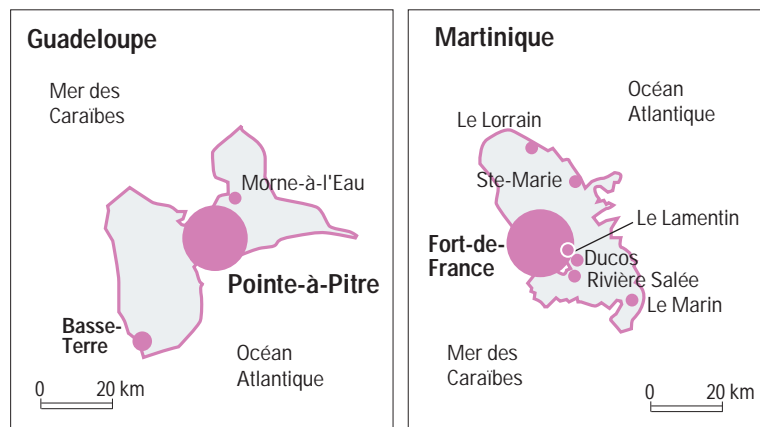 Guadeloupe
Mer des
Caraïbes
Morne-à-l'Eau
Pointe-à-Pitre
Basse-
Terre
Océan
Atlantique
0 20 km
Martinique
Océan
Atlantique
Le Lorrain
Ste-Marie
Le Lamentin
Fort-de-
France
Ducos
Rivière Salée
Le Marin
Mer des
Caraïbes
0 20 km